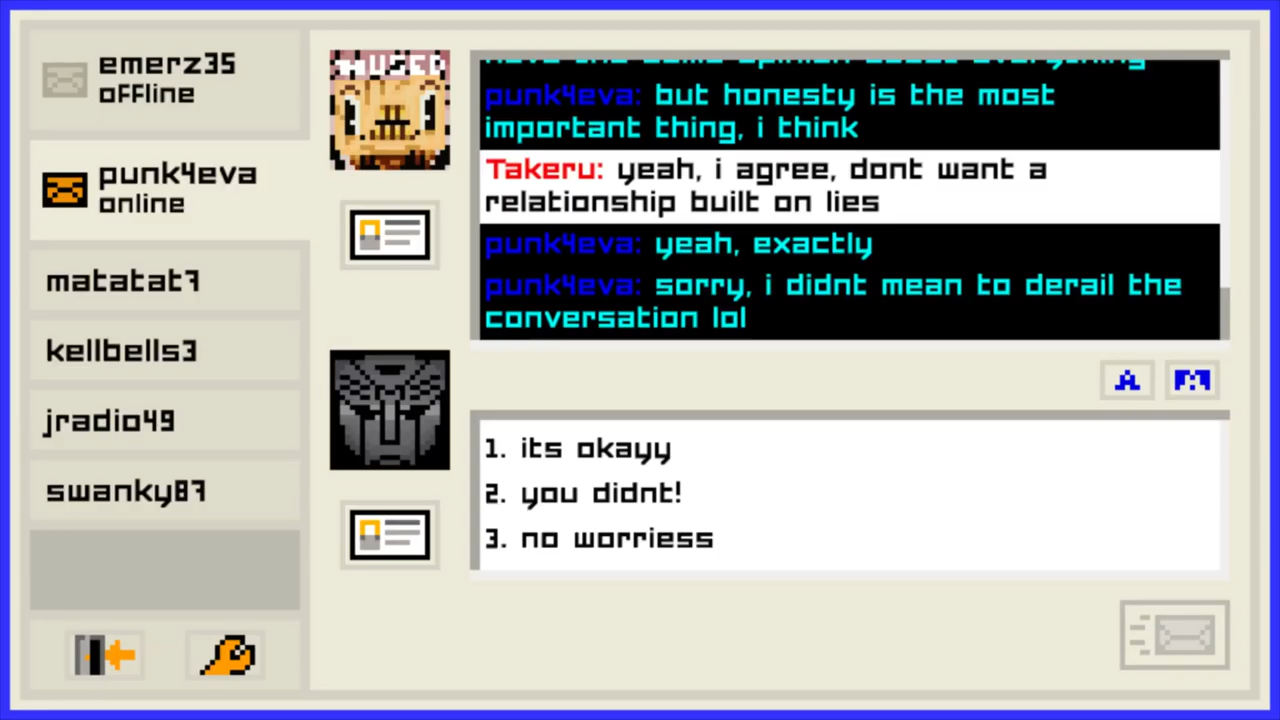 emerz35
offline
punk4eva
online
matatat7
kellbells3
jradio49
swanky87
USED
punk4eva: but honesty is the most
important thing, i think
Takeru: yeah, i agree, dont want a
relationship built on lies
punk4eva: yeah, exactly
punk4eva: sorry, i didnt mean to derail the
conversation lol
A
1. its okayy
2. you didnt!
3. no worriess